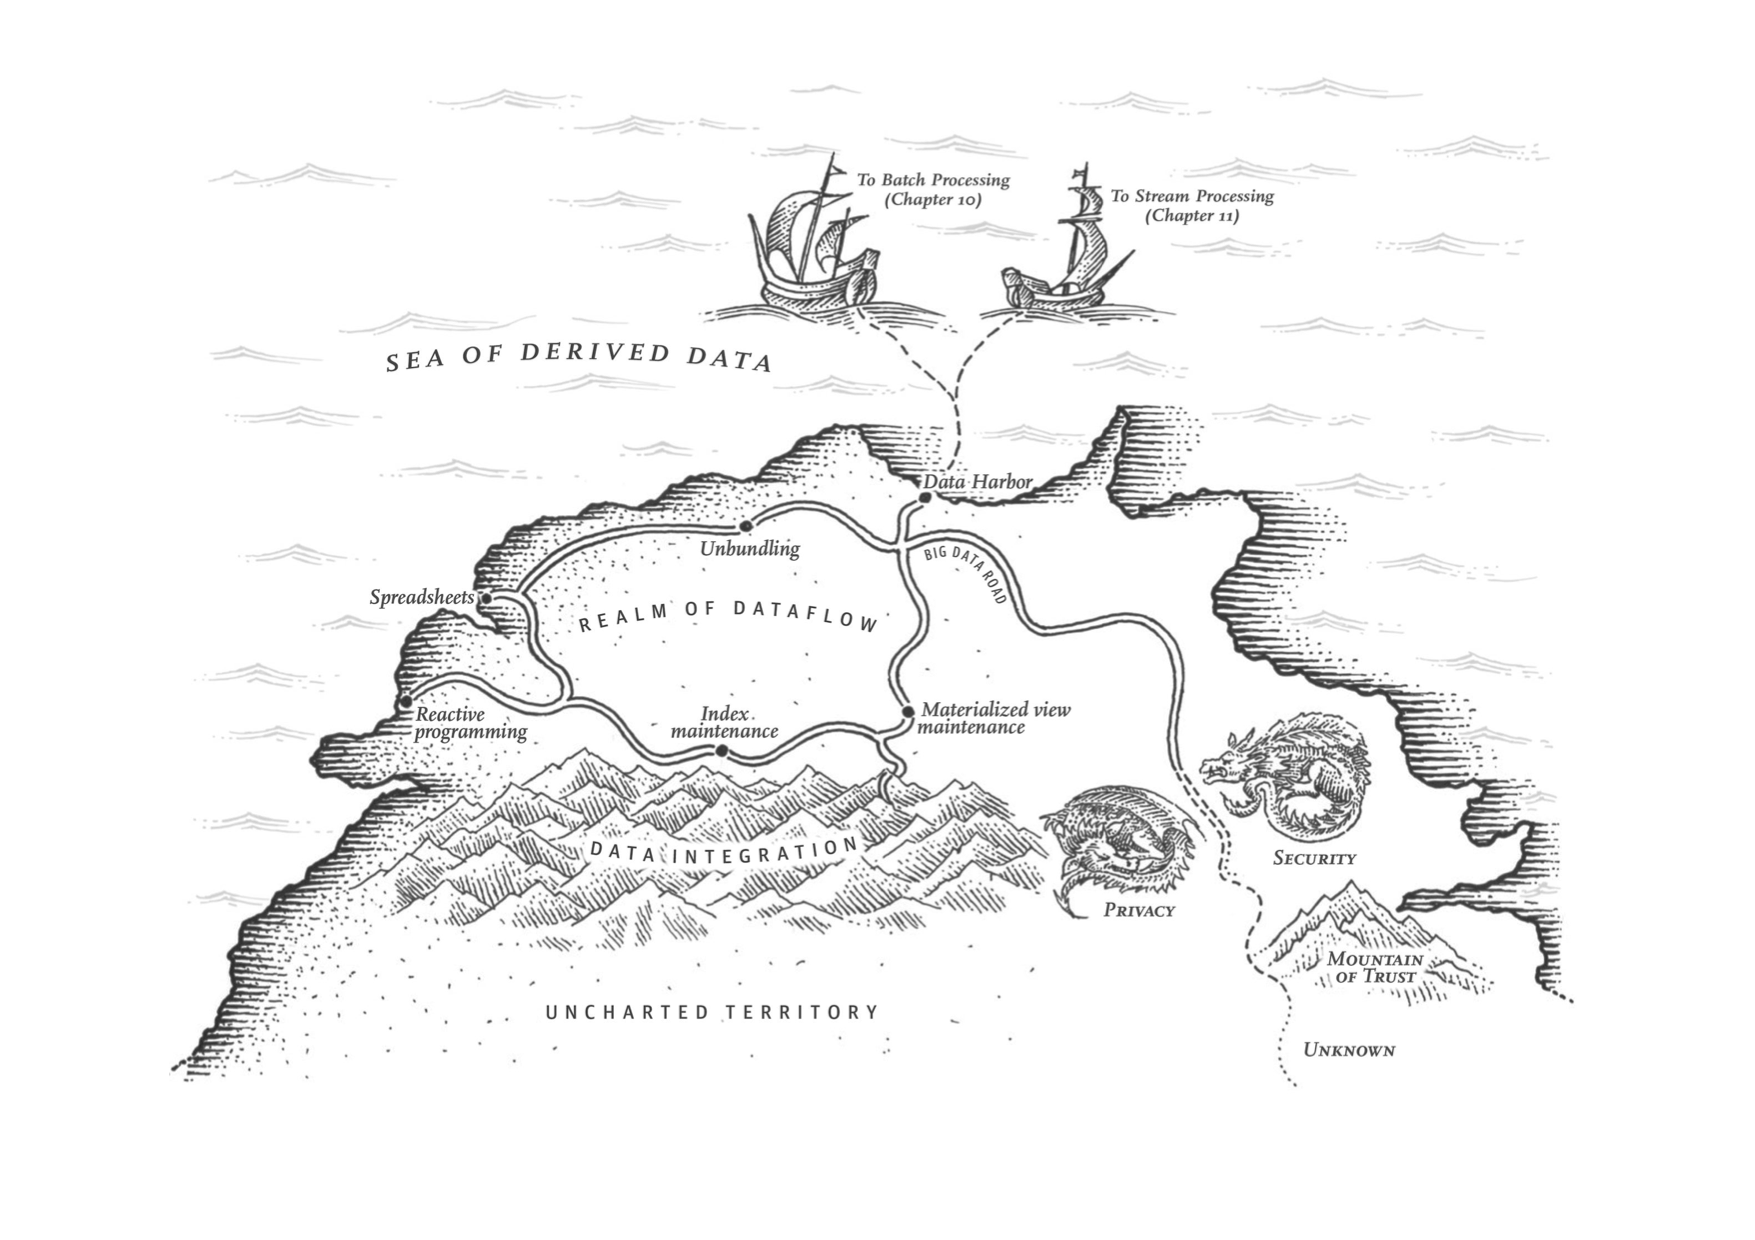 To Batch Processing
(Chapter 10)
To Stream Processing
(Chapter 11)
SEA OF DERIVED DATA
Data Harbor
Unbundling
BIG DATA ROAD
Spreadsheets
REALM OF DATAFLOW
Reactive
programming
Index
maintenance
Materialized view
maintenance
DATA INTEGRATION
SECURITY
PRIVACY
MOUNTAIN
OF TRUST
UNCHARTED TERRITORY
UNKNOWN